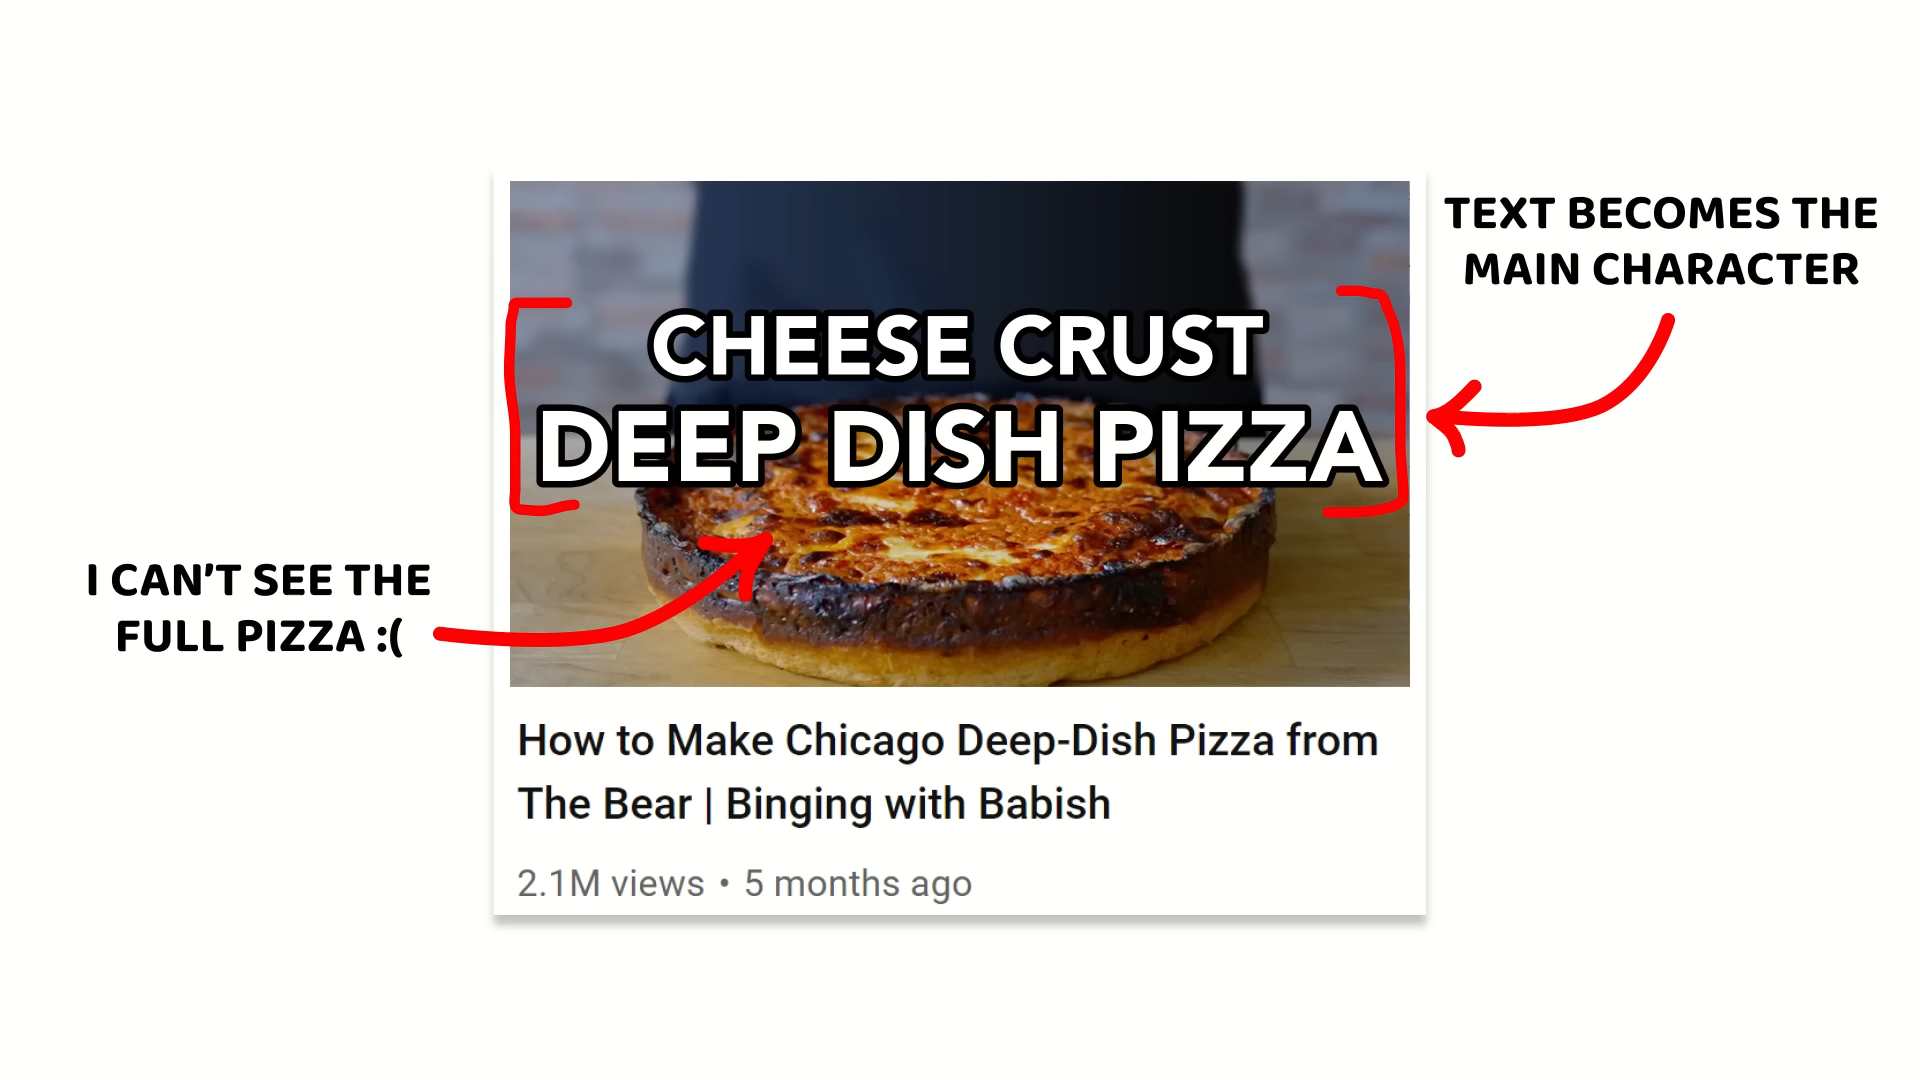 TEXT BECOMES THE
MAIN CHARACTER
CHEESE CRUST
DEEP DISH PIZZA
I CAN'T SEE THE
FULL PIZZA :(
How to Make Chicago Deep-Dish Pizza from
The Bear | Binging with Babish
2.1M views • 5 months ago